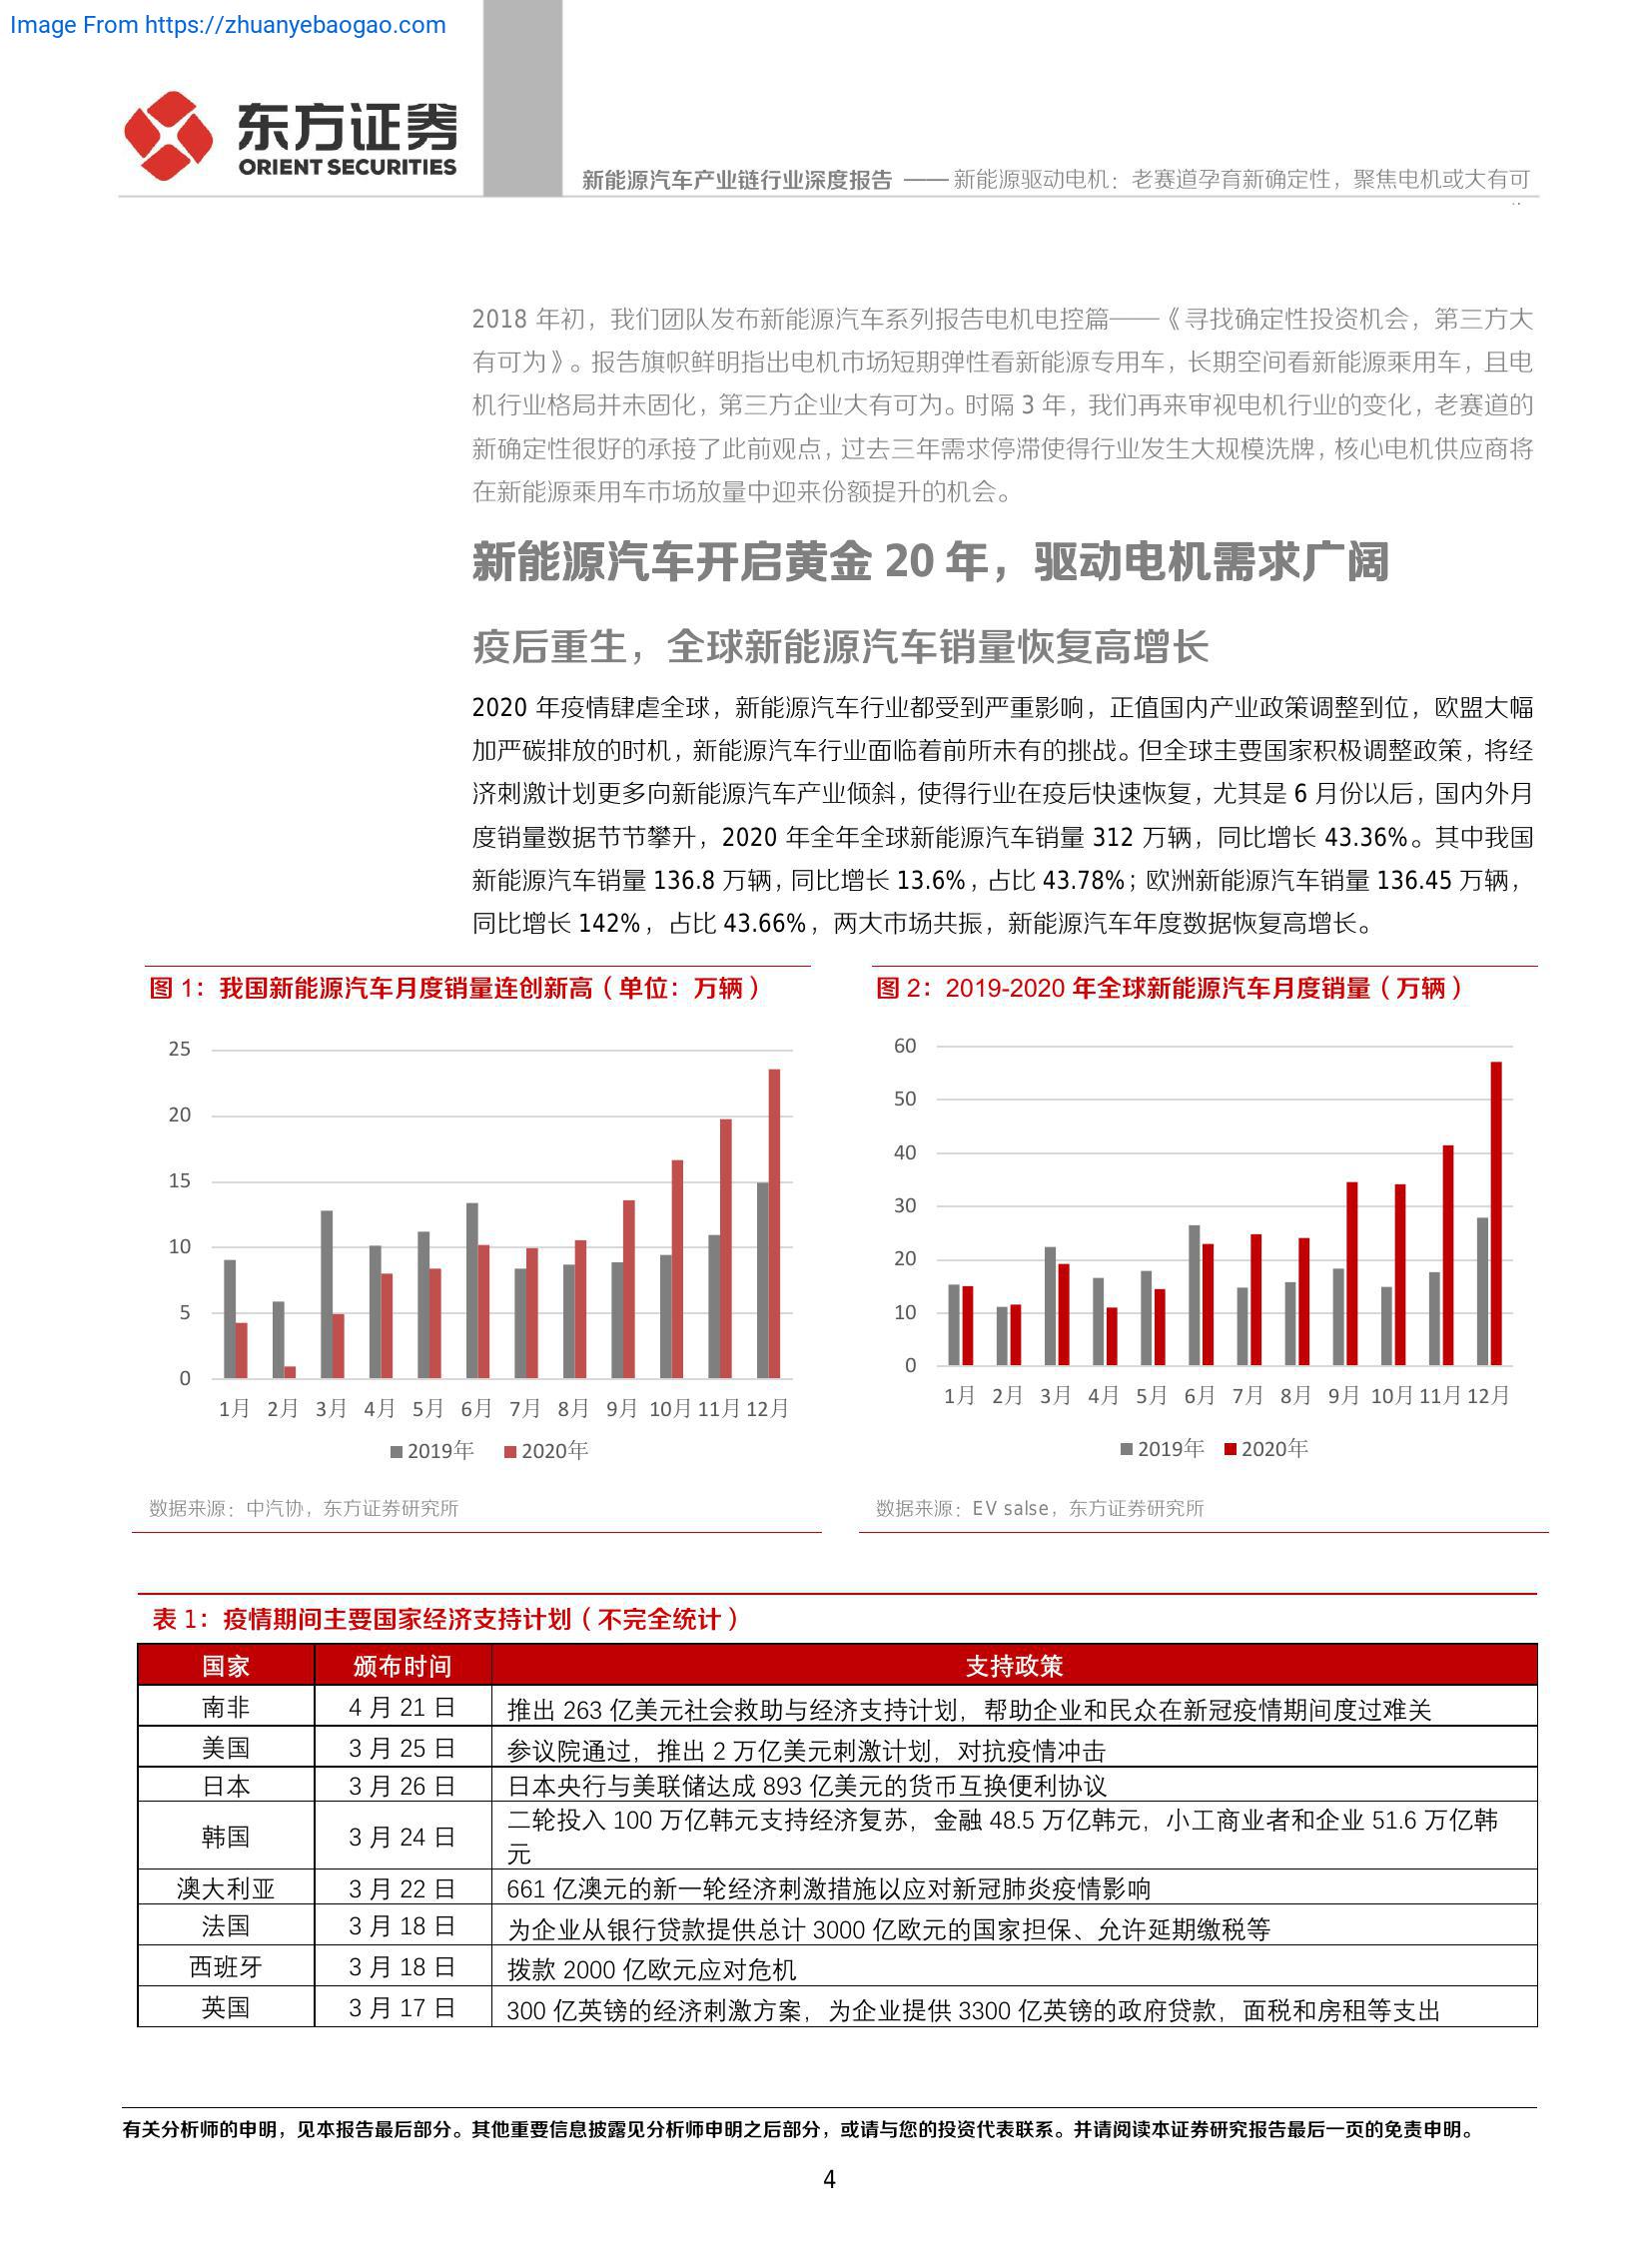 Image From https://zhuanyebaogao.com
东方证券
ORIENT SECURITIES
新能源汽车产业链行业深度报告 —— 新能源驱动电机：老赛道孕育新确定性，聚焦电机或大有可
2018 年初，我们团队发布新能源汽车系列报告电机电控篇——《寻找确定性投资机会，第三方大
有可为》。报告旗帜鲜明指出电机市场短期弹性看新能源专用车，长期空间看新能源乘用车，且电
机行业格局并未固化，第三方企业大有可为。时隔 3 年，我们再来审视电机行业的变化，老赛道的
新确定性很好的承接了此前观点，过去三年需求停滞使得行业发生大规模洗牌，核心电机供应商将
在新能源乘用车市场放量中迎来份额提升的机会。
新能源汽车开启黄金 20 年，驱动电机需求广阔
疫后重生，全球新能源汽车销量恢复高增长
2020 年疫情肆虐全球，新能源汽车行业都受到严重影响，正值国内产业政策调整到位，欧盟大幅
加严碳排放的时机，新能源汽车行业面临着前所未有的挑战。但全球主要国家积极调整政策，将经
济刺激计划更多向新能源汽车产业倾斜，使得行业在疫后快速恢复，尤其是 6 月份以后，国内外月
度销量数据节节攀升，2020 年全年全球新能源汽车销量 312 万辆，同比增长 43.36%。其中我国
新能源汽车销量 136.8 万辆，同比增长 13.6%，占比 43.78%；欧洲新能源汽车销量 136.45 万辆，
同比增长 142%，占比 43.66%，两大市场共振，新能源汽车年度数据恢复高增长。
图 1：我国新能源汽车月度销量连创新高（单位：万辆）
25
20
15
10
5
0
1月 2月 3月 4月 5月 6月 7月 8月 9月 10月 11月 12月
2019年 2020年
数据来源：中汽协，东方证券研究所
图 2：2019-2020 年全球新能源汽车月度销量（万辆）
60
50
40
30
20
10
0
1月 2月 3月 4月 5月 6月 7月 8月 9月 10月 11月 12月
2019年 2020年
数据来源：EV salse，东方证券研究所
表 1：疫情期间主要国家经济支持计划（不完全统计）
国家 颁布时间 支持政策
南非 4 月 21 日 推出 263 亿美元社会救助与经济支持计划，帮助企业和民众在新冠疫情期间度过难关
美国 3 月 25 日 参议院通过，推出 2 万亿美元刺激计划，对抗疫情冲击
日本 3 月 26 日 日本央行与美联储达成 893 亿美元的货币互换便利协议
韩国 3 月 24 日 二轮投入 100 万亿韩元支持经济复苏，金融 48.5 万亿韩元，小工商业者和企业 51.6 万亿韩
元
澳大利亚 3 月 22 日 661 亿澳元的新一轮经济刺激措施以应对新冠肺炎疫情影响
法国 3 月 18 日 为企业从银行贷款提供总计 3000 亿欧元的国家担保、允许延期缴税等
西班牙 3 月 18 日 拨款 2000 亿欧元应对危机
英国 3 月 17 日 300 亿英镑的经济刺激方案，为企业提供 3300 亿英镑的政府贷款，面税和房租等支出
有关分析师的申明，见本报告最后部分。其他重要信息披露见分析师申明之后部分，或请与您的投资代表联系。并请阅读本证券研究报告最后一页的免责申明。
4